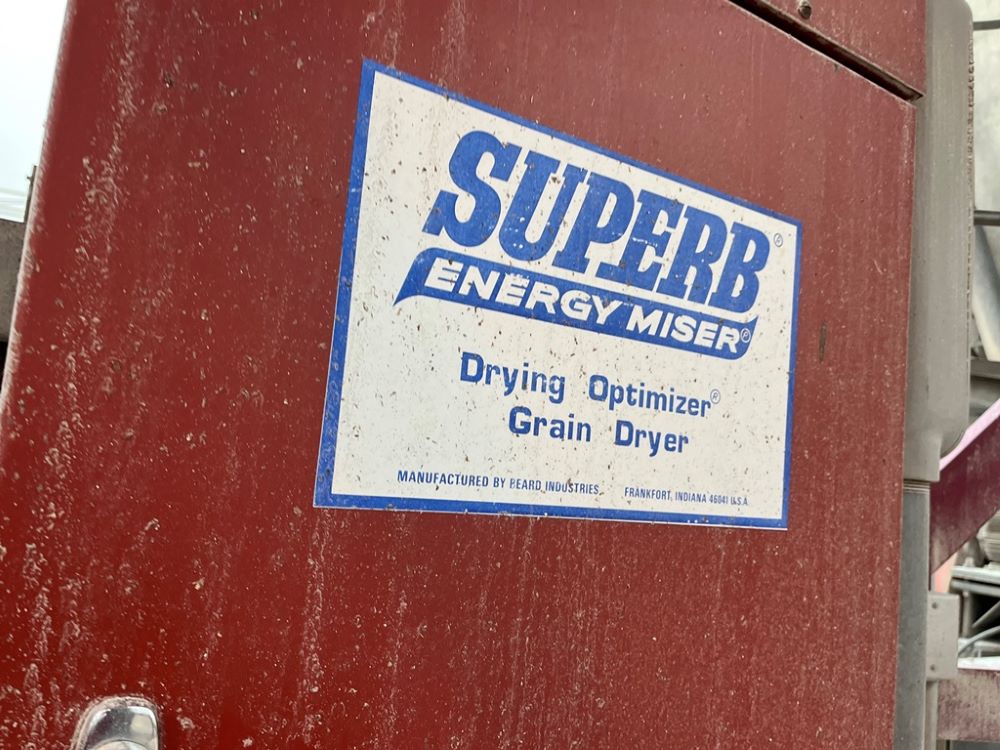 SUPERB®
ENERGY MISER®
Drying Optimizer®
Grain Dryer
MANUFACTURED BY BEARD INDUSTRIES FRANKFORT, INDIANA 46041 U.S.A.